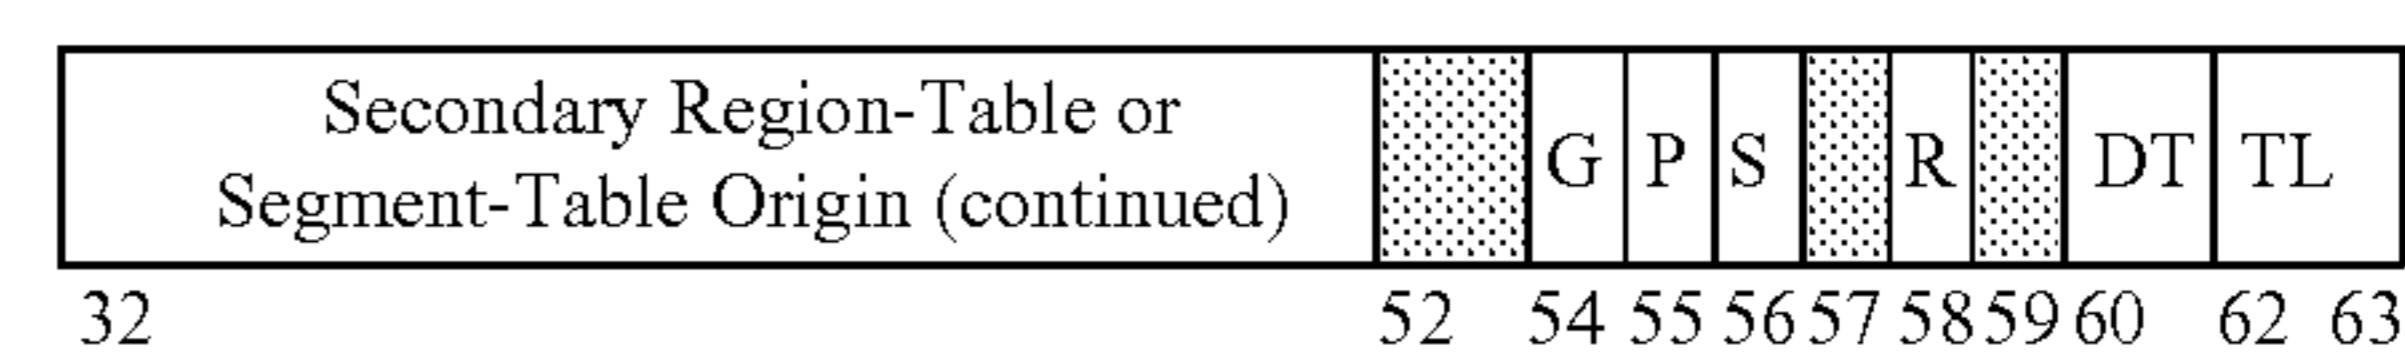 Secondary Region-Table or
Segment-Table Origin (continued)
G P S R DT TL
32 52 54 55 56 57 58 59 60 62 63